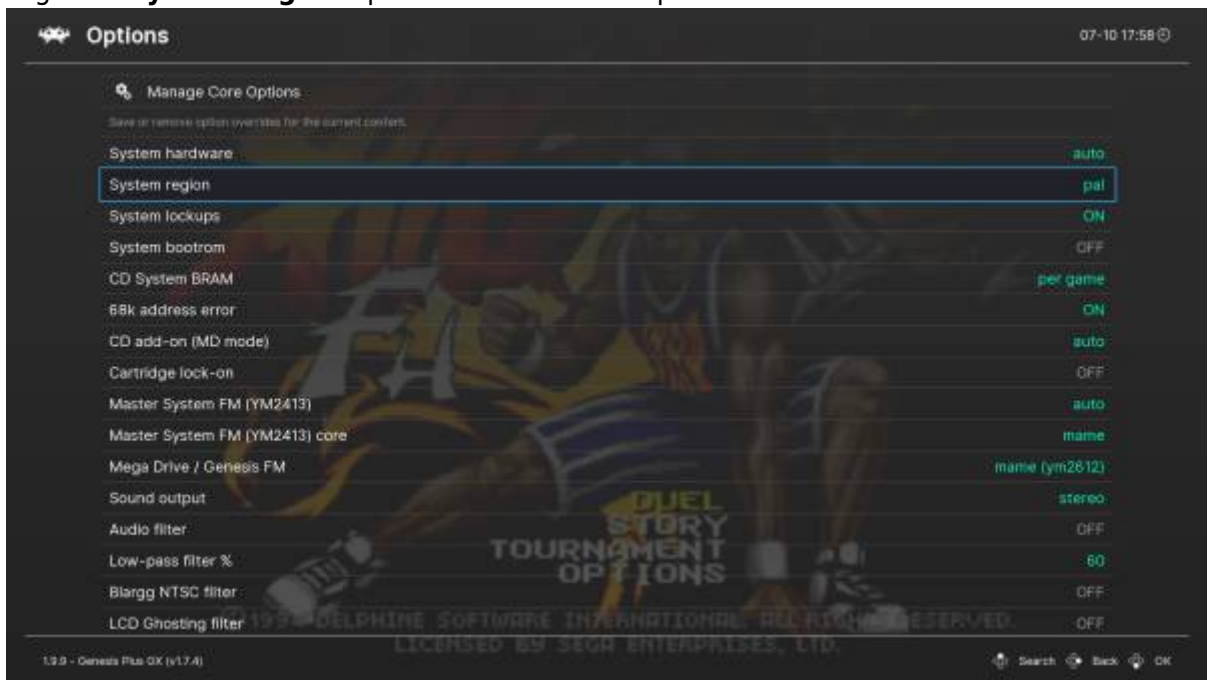 Options 07-10 17:58
Manage Core Options
Save or remove option overrides for the current content.
System hardware auto
System region pal
System lockups ON
System bootrom OFF
CD System BRAM per game
68k address error ON
CD add-on (MD mode) auto
Cartridge lock-on OFF
Master System FM (YM2413) auto
Master System FM (YM2413) core mame
Mega Drive / Genesis FM mame (ym2612)
Sound output stereo
Audio filter OFF
Low-pass filter % 60
Blargg NTSC filter OFF
LCD Ghosting filter OFF
DUEL
STORY
TOURNAMENT
OPTIONS
DELPHINE SOFTWARE INTERNATIONAL. ALL RIGHTS RESERVED.
LICENSED BY SEGA ENTERPRISES, LTD.
1.9.9 - Genesis Plus GX (v1.7.4) Search Back OK